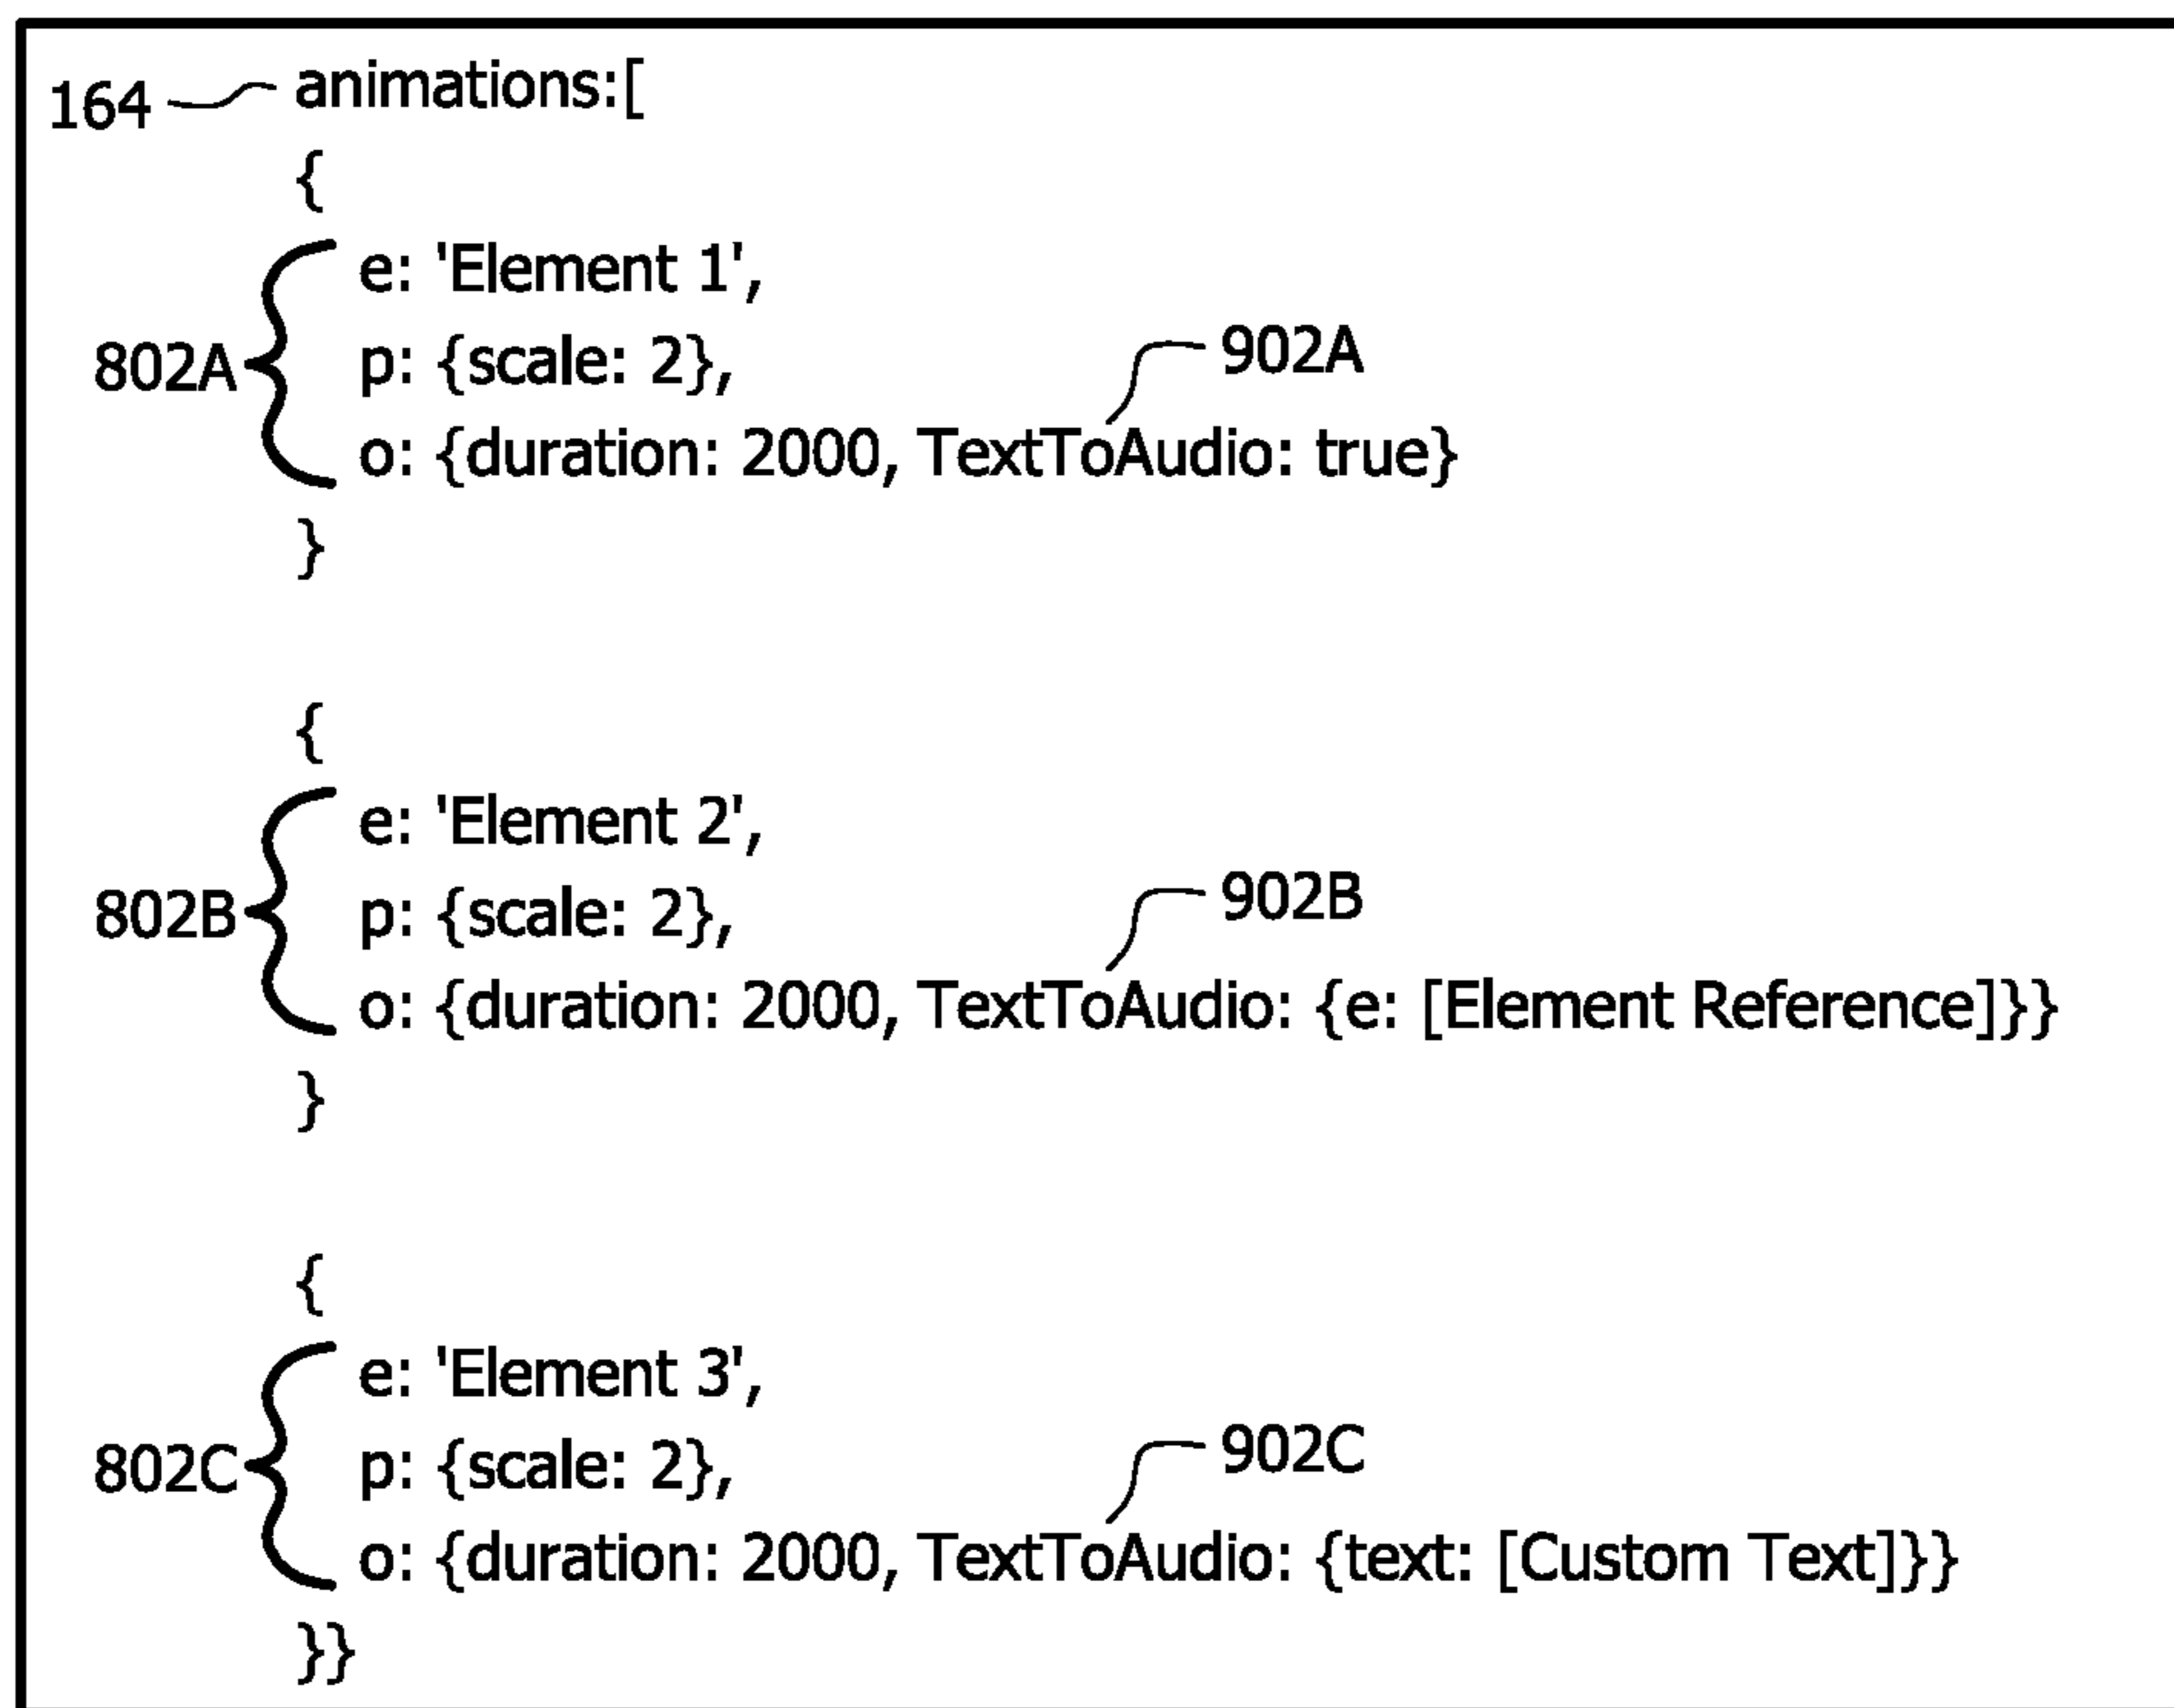 164 animations:[
{
e: 'Element 1',
802A p: {scale: 2}, 902A
o: {duration: 2000, TextToAudio: true}
}
{
e: 'Element 2',
802B p: {scale: 2}, 902B
o: {duration: 2000, TextToAudio: {e: [Element Reference]}}
}
{
e: 'Element 3',
802C p: {scale: 2}, 902C
o: {duration: 2000, TextToAudio: {text: [Custom Text]}}
}}